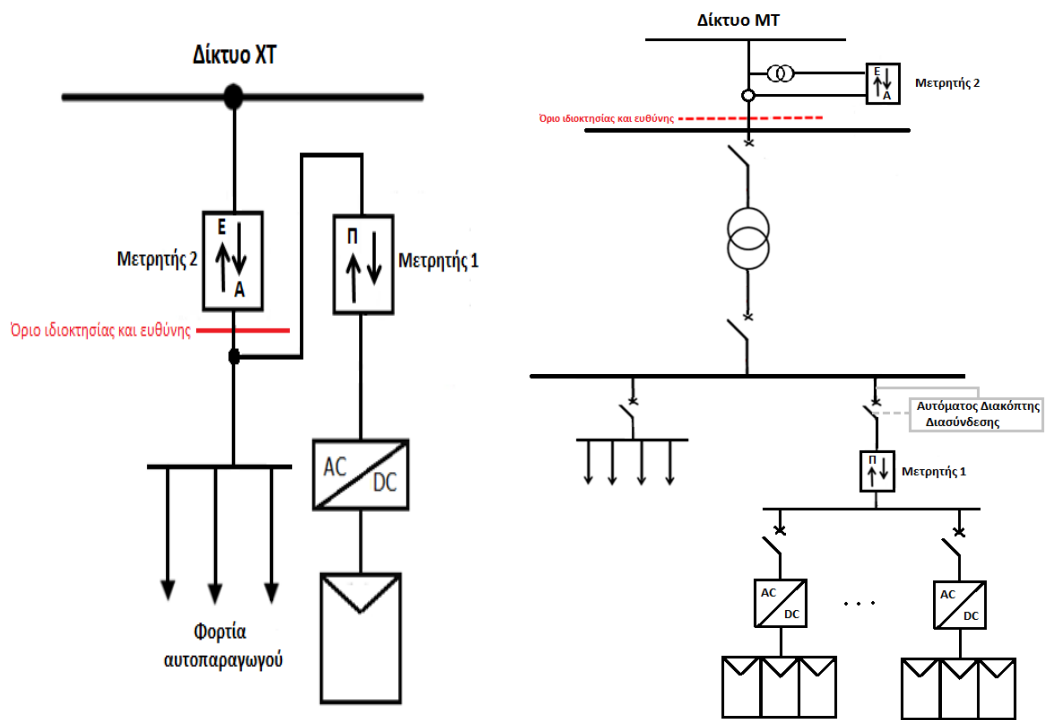 Δίκτυο ΧΤ
Ε
Α
Μετρητής 2
Π
Μετρητής 1
Όριο ιδιοκτησίας και ευθύνης
AC
DC
Φορτία
αυτοπαραγωγού
Δίκτυο ΜΤ
Ε
Α
Μετρητής 2
Όριο ιδιοκτησίας και ευθύνης
Αυτόματος Διακόπτης
Διασύνδεσης
Π
Μετρητής 1
AC
DC
. . .
AC
DC